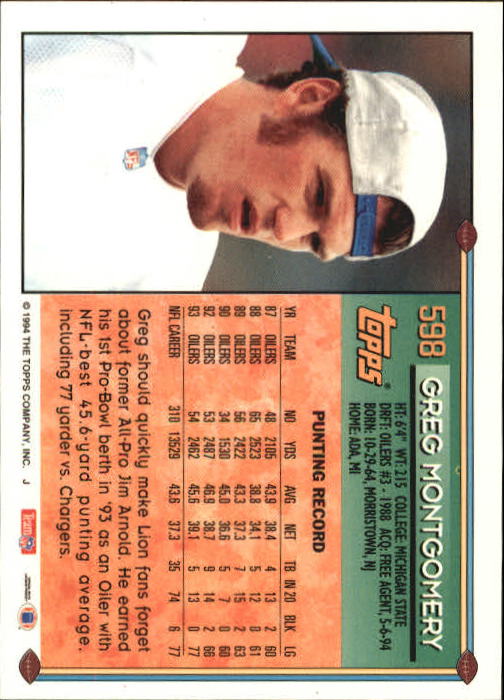 598 GREG MONTGOMERY
TOPPS®
HT: 6'4" WT: 215 COLLEGE: MICHIGAN STATE
DRFT: OILERS #3 - 1988 ACQ: FREE AGENT, 5-6-94
BORN: 10-29-64, MORRISTOWN, NJ
HOME: ADA, MI
PUNTING RECORD
YR TEAM NO YDS AVG NET TB IN 20 BLK LG
87 OILERS 48 2105 43.9 38.4 4 13 2 60
88 OILERS 65 2523 38.8 34.1 5 12 0 61
89 OILERS 56 2422 43.3 37.3 7 15 2 63
90 OILERS 34 1530 45.0 36.6 5 7 0 60
92 OILERS 53 2487 46.9 38.7 9 14 2 66
93 OILERS 54 2462 45.6 39.1 5 13 0 77
NFL CAREER 310 13529 43.6 37.3 35 74 6 77
Greg should quickly make Lion fans forget
about former All-Pro Jim Arnold. He earned
his 1st Pro-Bowl berth in '93 as an Oiler with
NFL-best 45.6-yard punting average.
including 77 yarder vs. Chargers.
© 1994 THE TOPPS COMPANY, INC. J
Team NFL
NFL